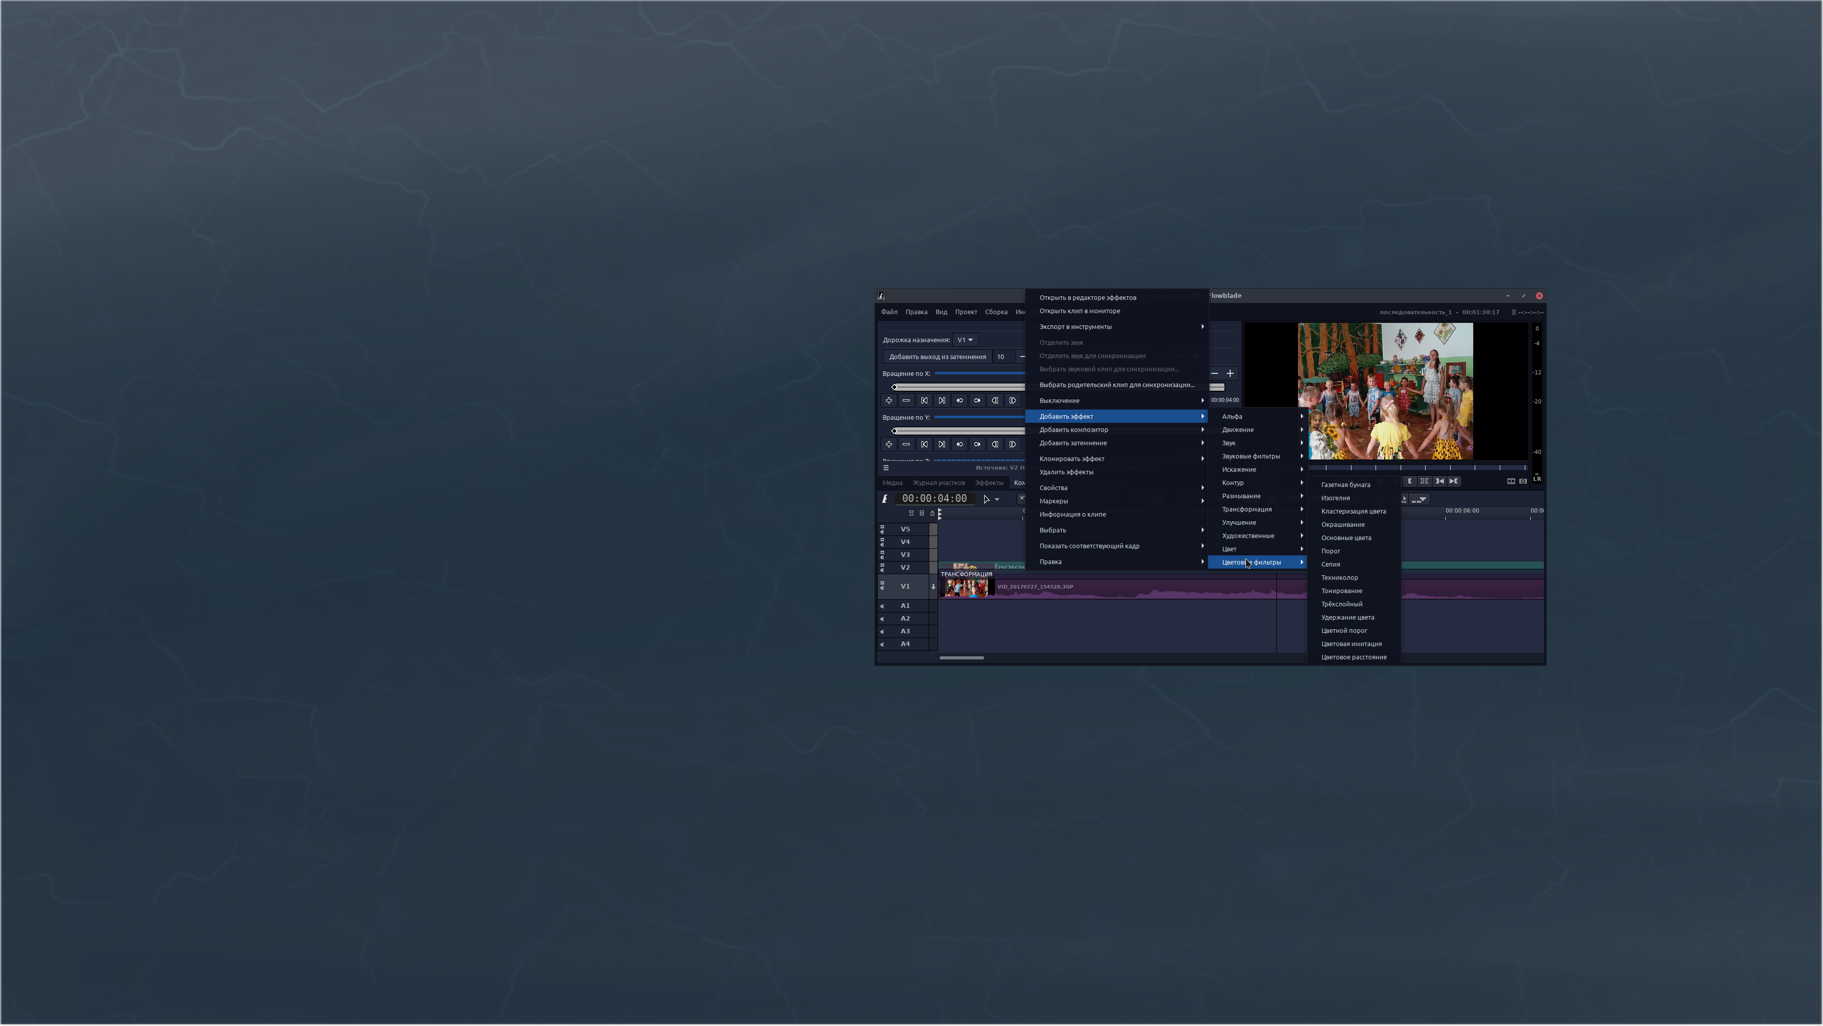 Flowblade
Файл Правка Вид Проект Сборка
последовательность_1 - 00:01:30:17
Дорожка назначения: V1
Добавить выход из затемнения 10
Вращение по X:
00:00:04:00
Вращение по Y:
Источник: V2
Медиа Журнал участков Эффекты
00:00:04:00
Открыть в редакторе эффектов
Открыть клип в мониторе
Экспорт в инструменты
Отделить звук
Отделить звук для синхронизации
Выбрать звуковой клип для синхронизации...
Выбрать родительский клип для синхронизации...
Выключение
Добавить эффект
Добавить композитор
Добавить затемнение
Клонировать эффект
Удалить эффекты
Свойства
Маркеры
Информация о клипе
Выбрать
Показать соответствующий кадр
Правка
Альфа
Движение
Звук
Звуковые фильтры
Искажение
Контур
Размывание
Трансформация
Улучшение
Художественные
Цвет
Цветовые фильтры
Газетная бумага
Изогелия
Кластеризация цвета
Окрашивание
Основные цвета
Порог
Сепия
Техниколор
Тонирование
Трёхслойный
Удержание цвета
Цветной порог
Цветовая имитация
Цветовое расстояние
0
-4
-12
-20
-40
L R
00:00:06:00
V5
V4
V3
V2
ТРАНСФОРМАЦИЯ
V1
VID_20170727_154520.3GP
A1
A2
A3
A4